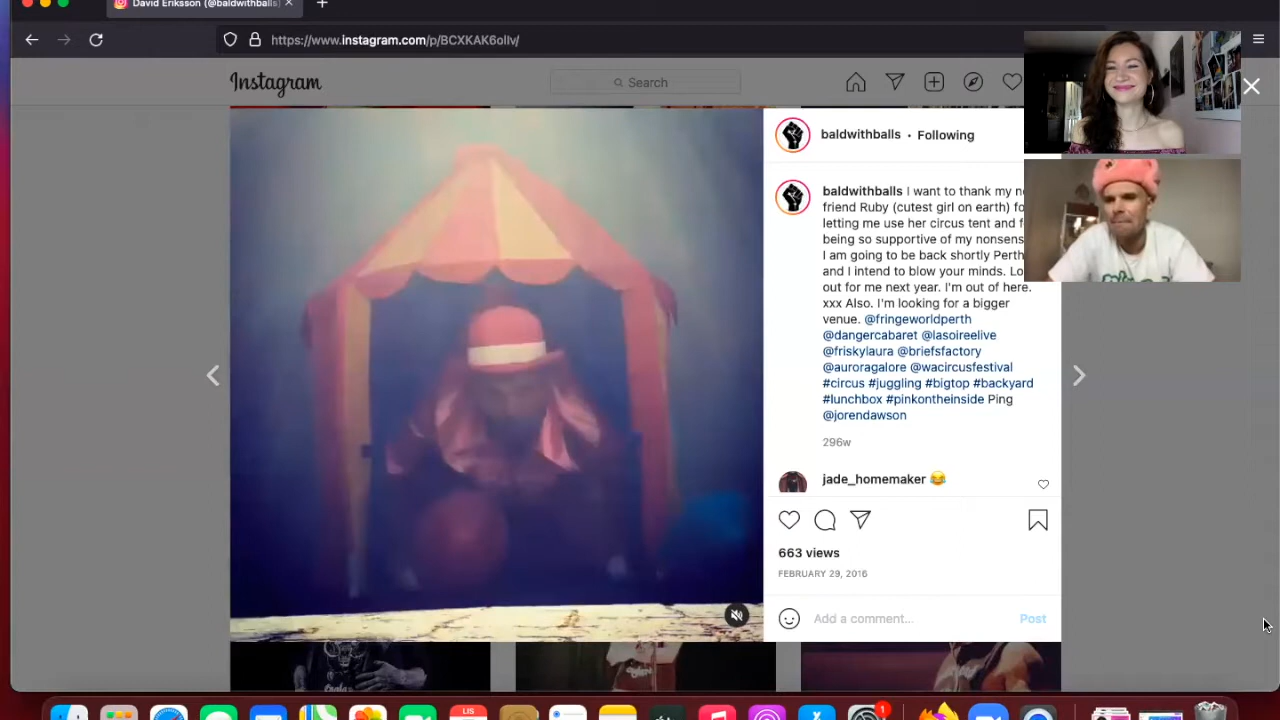 David Eriksson (@baldwithballs)
https://www.instagram.com/p/BCXKAK6ollv/
Instagram
Search
baldwithballs • Following
baldwithballs I want to thank my
friend Ruby (cutest girl on earth)
letting me use her circus tent and
being so supportive of my
I am going to be back shortly Perth
and I intend to blow your minds.
out for me next year. I'm out of here.
xxx Also. I'm looking for a bigger
venue. @fringeworldperth
@dangercabaret @lasoireelive
@friskylaura @briefsfactory
@auroragalore @wacircusfestival
#circus #juggling #bigtop #backyard
#lunchbox #pinkontheinside Ping
@jorendawson
296w
jade_homemaker 😂
663 views
FEBRUARY 29, 2016
Add a comment... Post
1